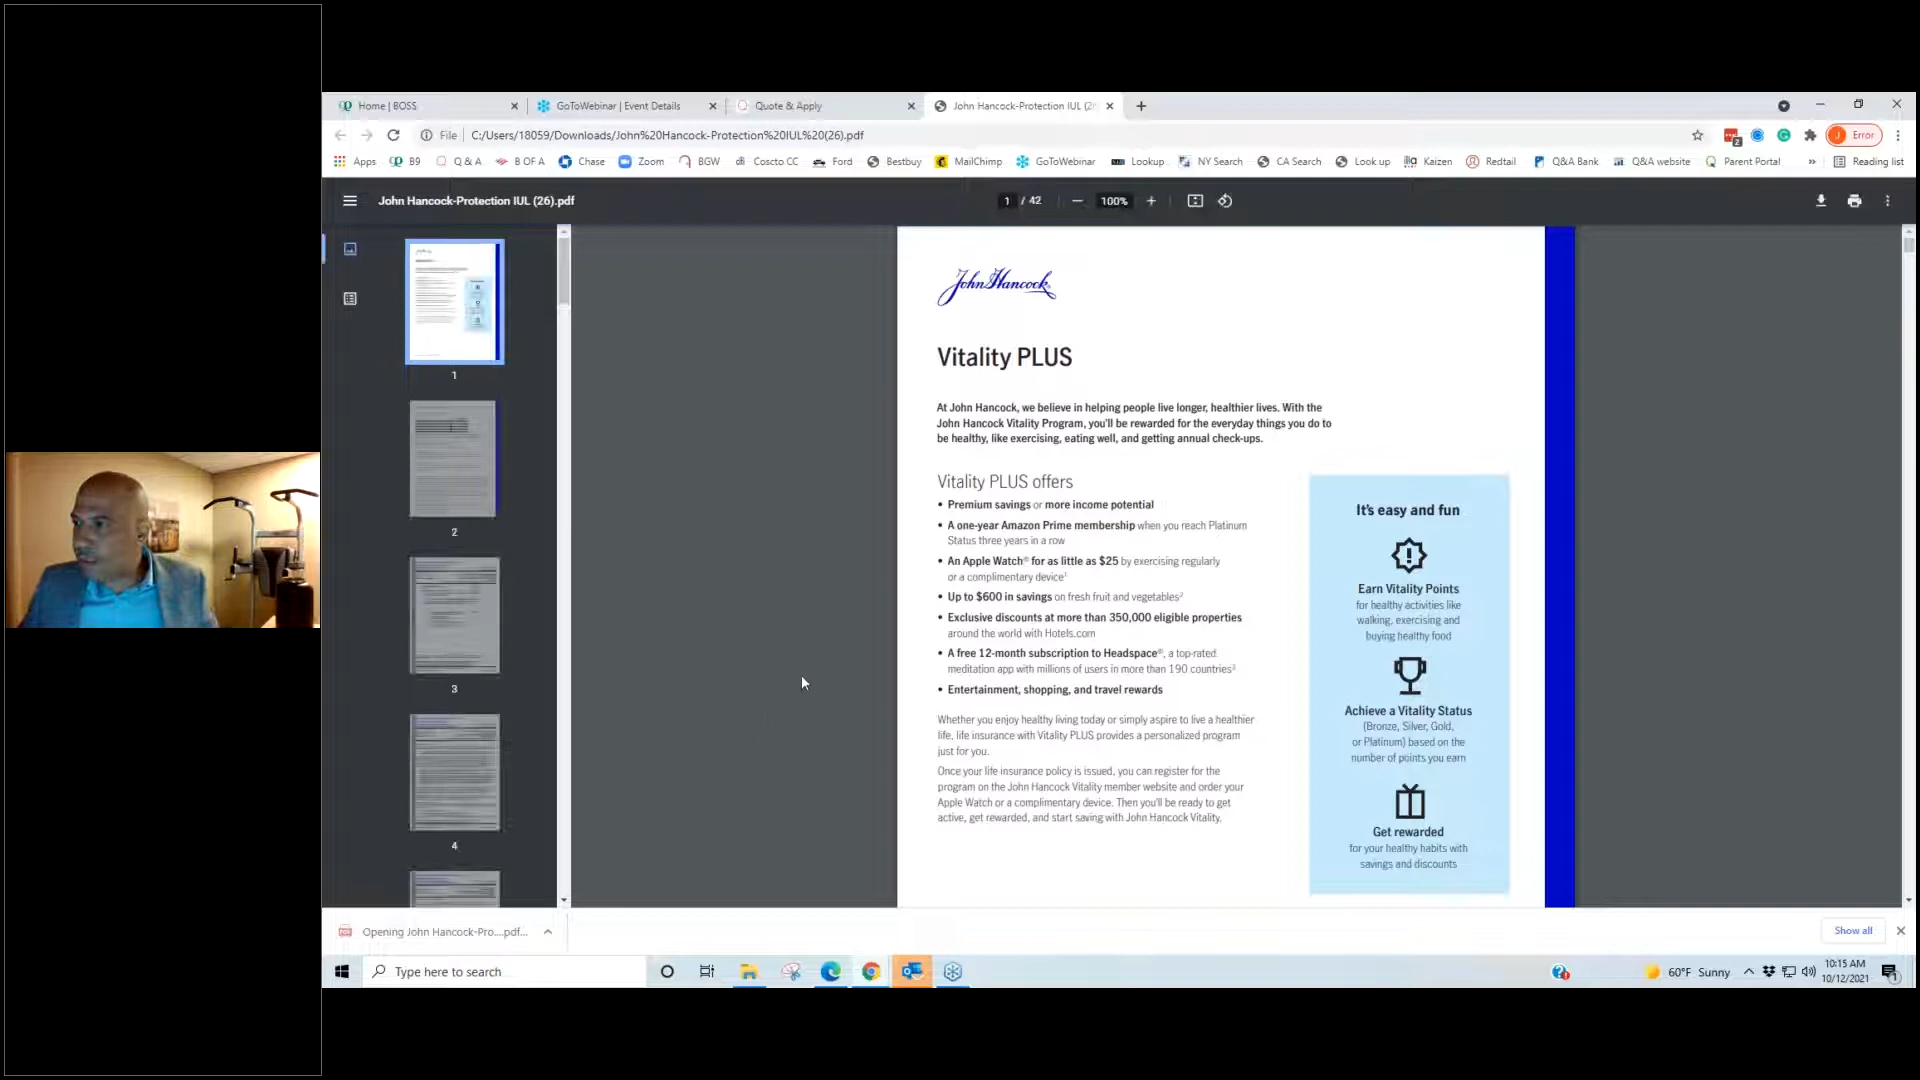 Home | BOSS
GoToWebinar | Event Details
Quote & Apply
John Hancock-Protection IUL (2
File
C:/Users/18059/Downloads/John%20Hancock-Protection%20IUL%20(26).pdf
2
J
Error
Apps
B9
Q & A
B OF A
Chase
Zoom
BGW
Coscto CC
Ford
Bestbuy
MailChimp
GoToWebinar
Lookup
NY Search
CA Search
Look up
Kaizen
Redtail
Q&A Bank
Q&A website
Parent Portal
»
Reading list
John Hancock-Protection IUL (26).pdf
1 / 42
100%
1
2
3
4
John Hancock
Vitality PLUS
At John Hancock, we believe in helping people live longer, healthier lives. With the
John Hancock Vitality Program, you'll be rewarded for the everyday things you do to
be healthy, like exercising, eating well, and getting annual check-ups.
Vitality PLUS offers
• Premium savings or more income potential
• A one-year Amazon Prime membership when you reach Platinum
Status three years in a row
• An Apple Watch® for as little as $25 by exercising regularly
or a complimentary device¹
• Up to $600 in savings on fresh fruit and vegetables²
• Exclusive discounts at more than 350,000 eligible properties
around the world with Hotels.com
• A free 12-month subscription to Headspace®, a top-rated
meditation app with millions of users in more than 190 countries³
• Entertainment, shopping, and travel rewards
Whether you enjoy healthy living today or simply aspire to live a healthier
life, life insurance with Vitality PLUS provides a personalized program
just for you.
Once your life insurance policy is issued, you can register for the
program on the John Hancock Vitality member website and order your
Apple Watch or a complimentary device. Then you'll be ready to get
active, get rewarded, and start saving with John Hancock Vitality.
It's easy and fun
Earn Vitality Points
for healthy activities like
walking, exercising and
buying healthy food
Achieve a Vitality Status
(Bronze, Silver, Gold,
or Platinum) based on the
number of points you earn
Get rewarded
for your healthy habits with
savings and discounts
Opening John Hancock-Pro....pdf...
Show all
Type here to search
60°F Sunny
10:15 AM
10/12/2021
1